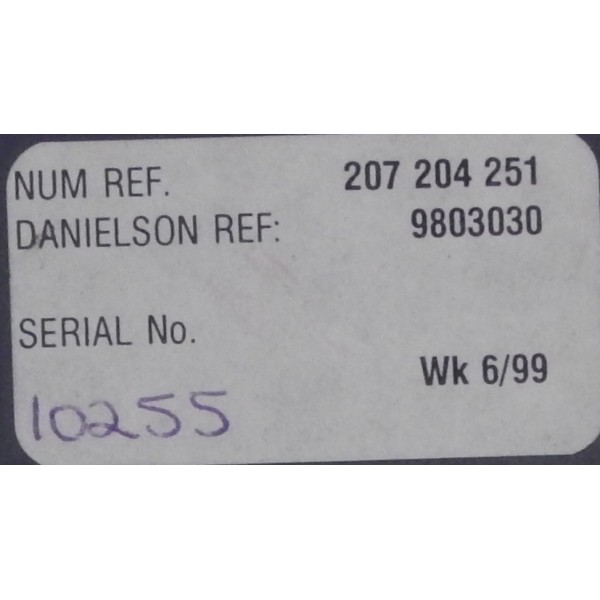 NUM REF. 207 204 251
DANIELSON REF: 9803030
SERIAL No.
Wk 6/99
10255